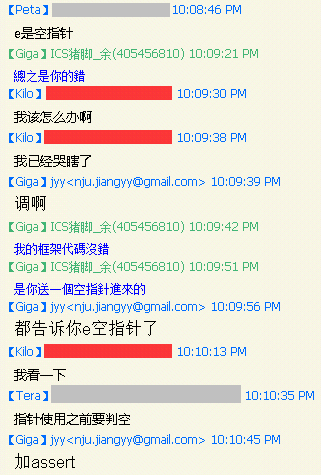 【Peta】 10:08:46 PM
e是空指针
【Giga】ICS猪脚_余(405456810) 10:09:21 PM
總之是你的錯
【Kilo】 10:09:30 PM
我该怎么办啊
【Kilo】 10:09:38 PM
我已经哭瞎了
【Giga】jyy<nju.jiangyy@gmail.com> 10:09:39 PM
调啊
【Giga】ICS猪脚_余(405456810) 10:09:42 PM
我的框架代碼沒錯
【Giga】ICS猪脚_余(405456810) 10:09:51 PM
是你送一個空指針進來的
【Giga】jyy<nju.jiangyy@gmail.com> 10:09:56 PM
都告诉你e空指针了
【Kilo】 10:10:13 PM
我看一下
【Tera】 10:10:35 PM
指针使用之前要判空
【Giga】jyy<nju.jiangyy@gmail.com> 10:10:45 PM
加assert